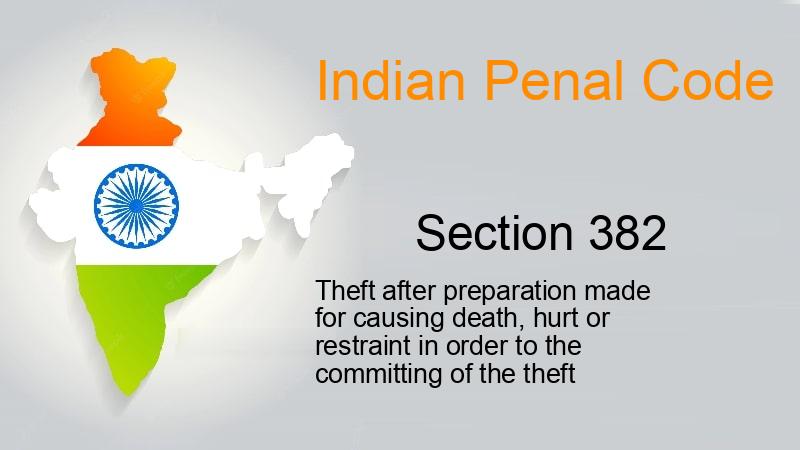 Indian Penal Code
Section 382
Theft after preparation made
for causing death, hurt or
restraint in order to the
committing of the theft